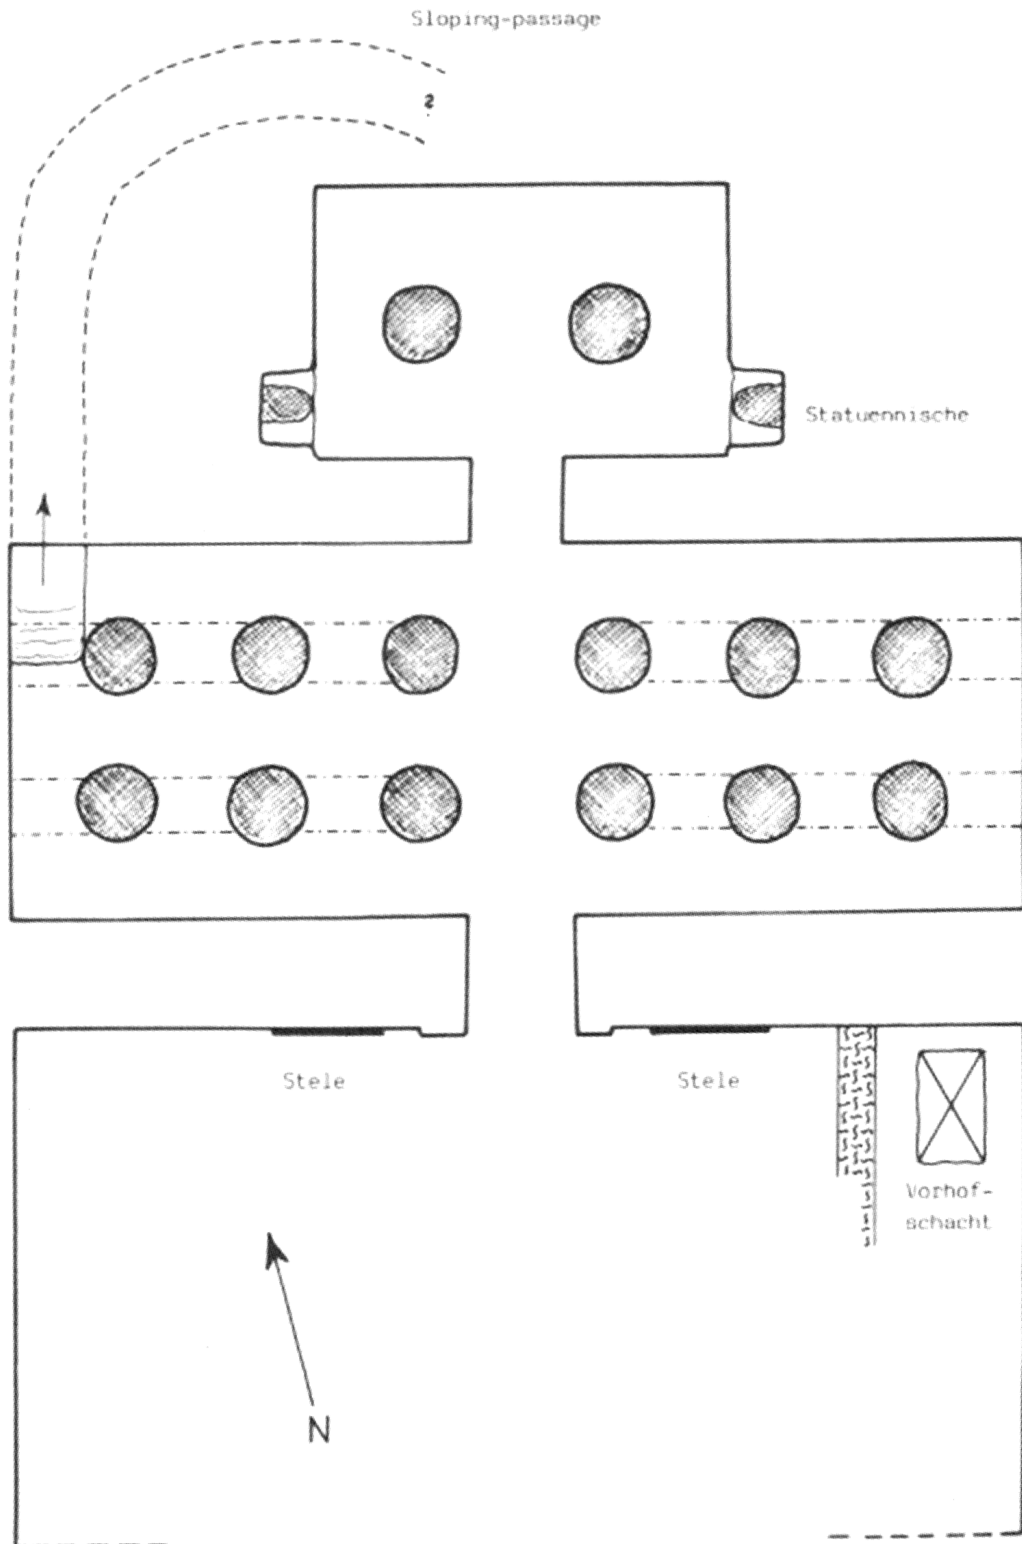 Sloping-passage
?
Statuennische
Stele
Stele
Vorhof-
schacht
N